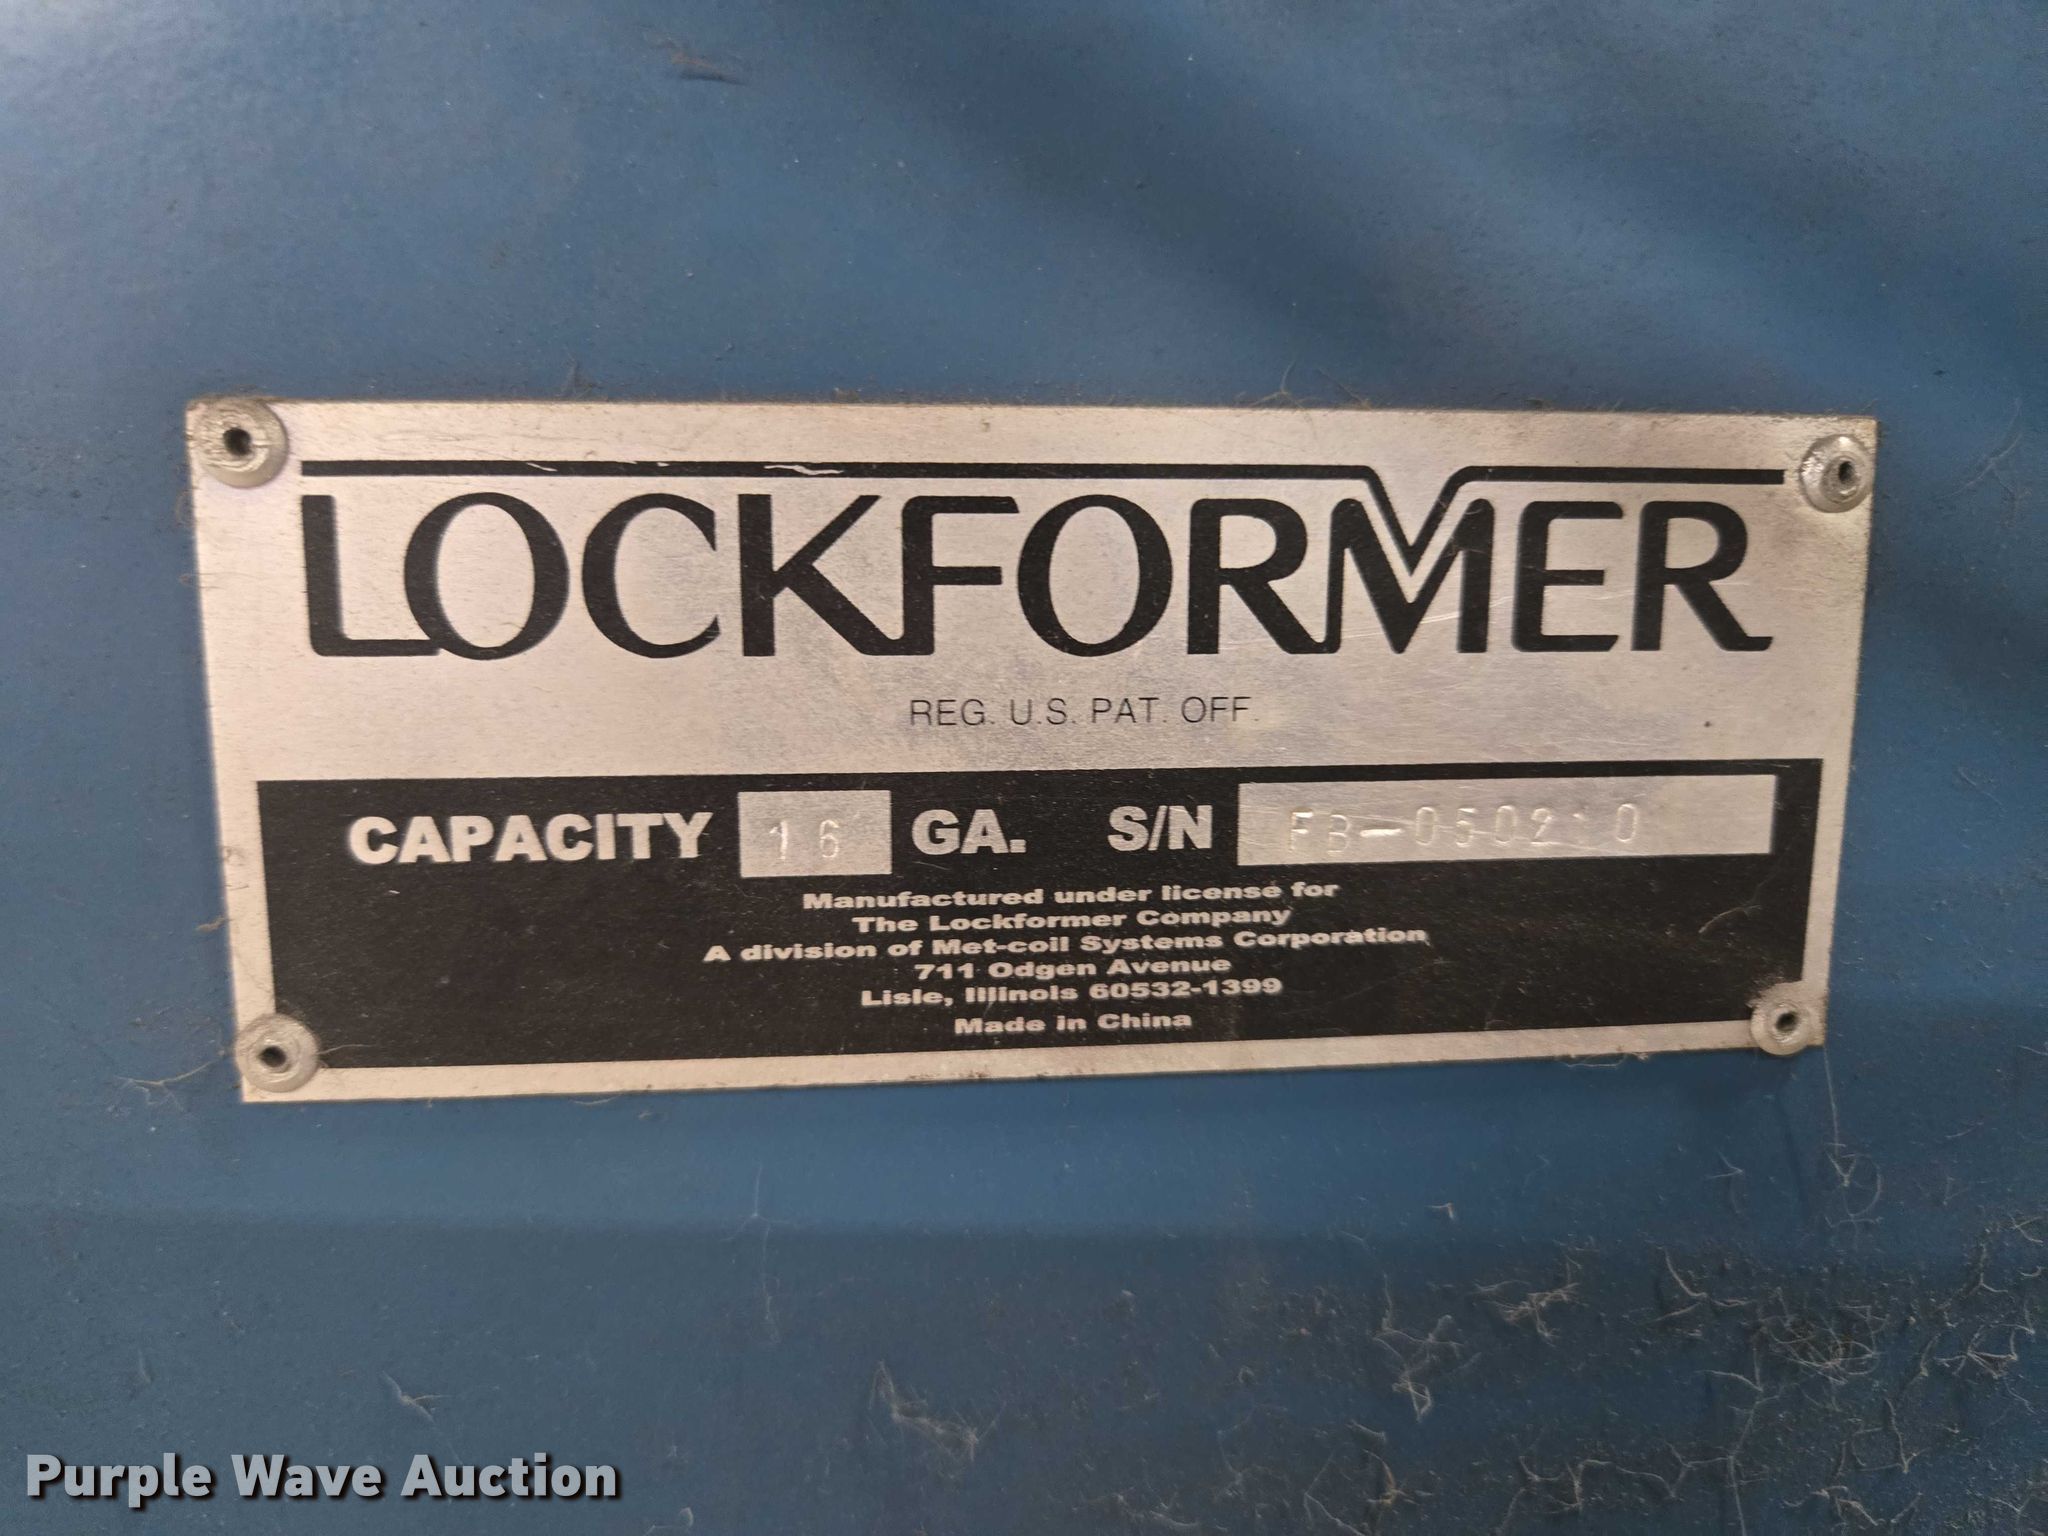 LOCKFORMER
REG. U.S. PAT. OFF.
CAPACITY 16 GA. S/N
Manufactured under license for
The Lockformer Company
A division of Met-coil Systems Corporation
711 Odgen Avenue
Lisle, Illinois 60532-1399
Made in China
Purple Wave Auction